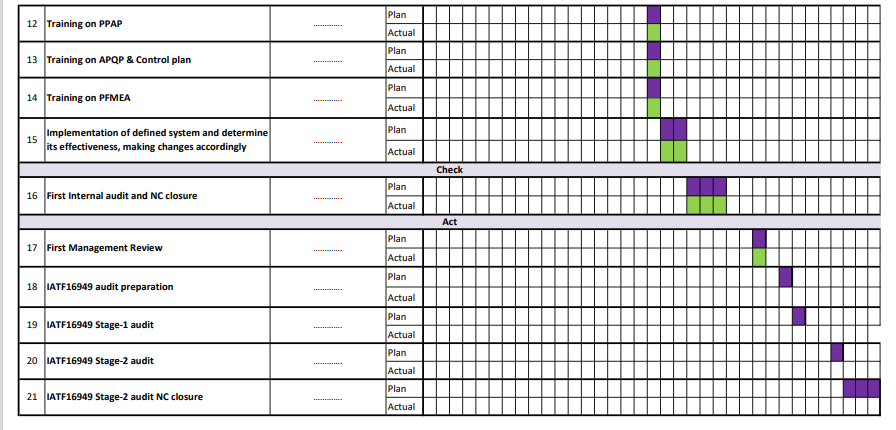 12 Training on PPAP ............. Plan
Actual
13 Training on APQP & Control plan ............. Plan
Actual
14 Training on PFMEA ............. Plan
Actual
15 Implementation of defined system and determine its effectiveness, making changes accordingly ............. Plan
Actual
Check
16 First Internal audit and NC closure ............. Plan
Actual
Act
17 First Management Review ............. Plan
Actual
18 IATF16949 audit preparation ............. Plan
Actual
19 IATF16949 Stage-1 audit ............. Plan
Actual
20 IATF16949 Stage-2 audit ............. Plan
Actual
21 IATF16949 Stage-2 audit NC closure ............. Plan
Actual